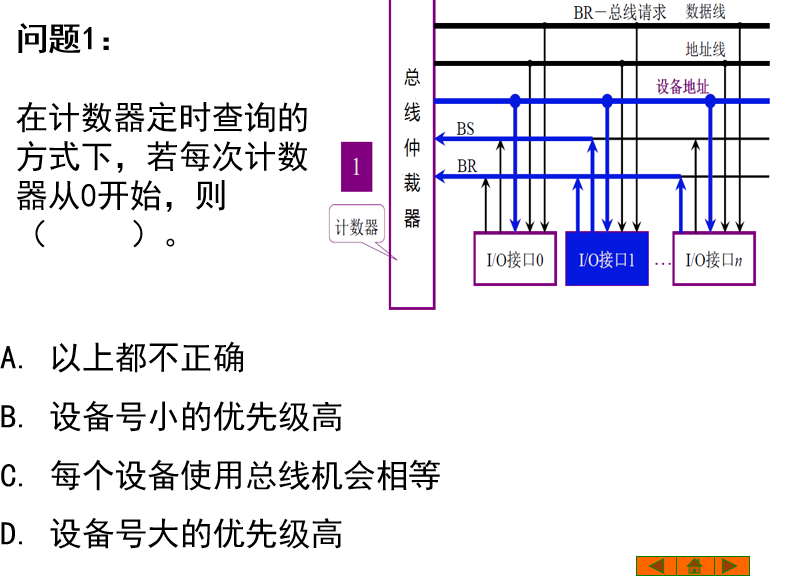 问题1：
在计数器定时查询的
方式下，若每次计数
器从0开始，则
（　　）。
BR－总线请求
数据线
地址线
设备地址
BS
BR
总线仲裁器
1
计数器
I/O接口0
I/O接口1
…
I/O接口n
A. 以上都不正确
B. 设备号小的优先级高
C. 每个设备使用总线机会相等
D. 设备号大的优先级高